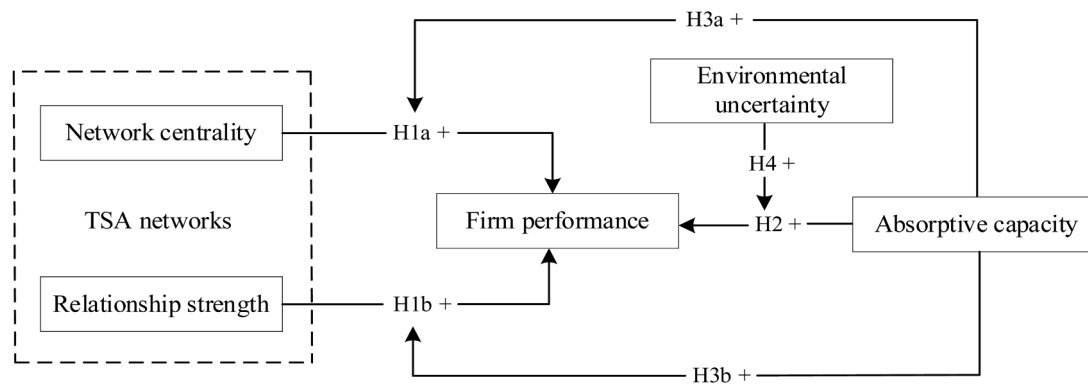 H3a +
Environmental
uncertainty
Network centrality
H1a +
H4 +
TSA networks
Firm performance
H2 +
Absorptive capacity
Relationship strength
H1b +
H3b +